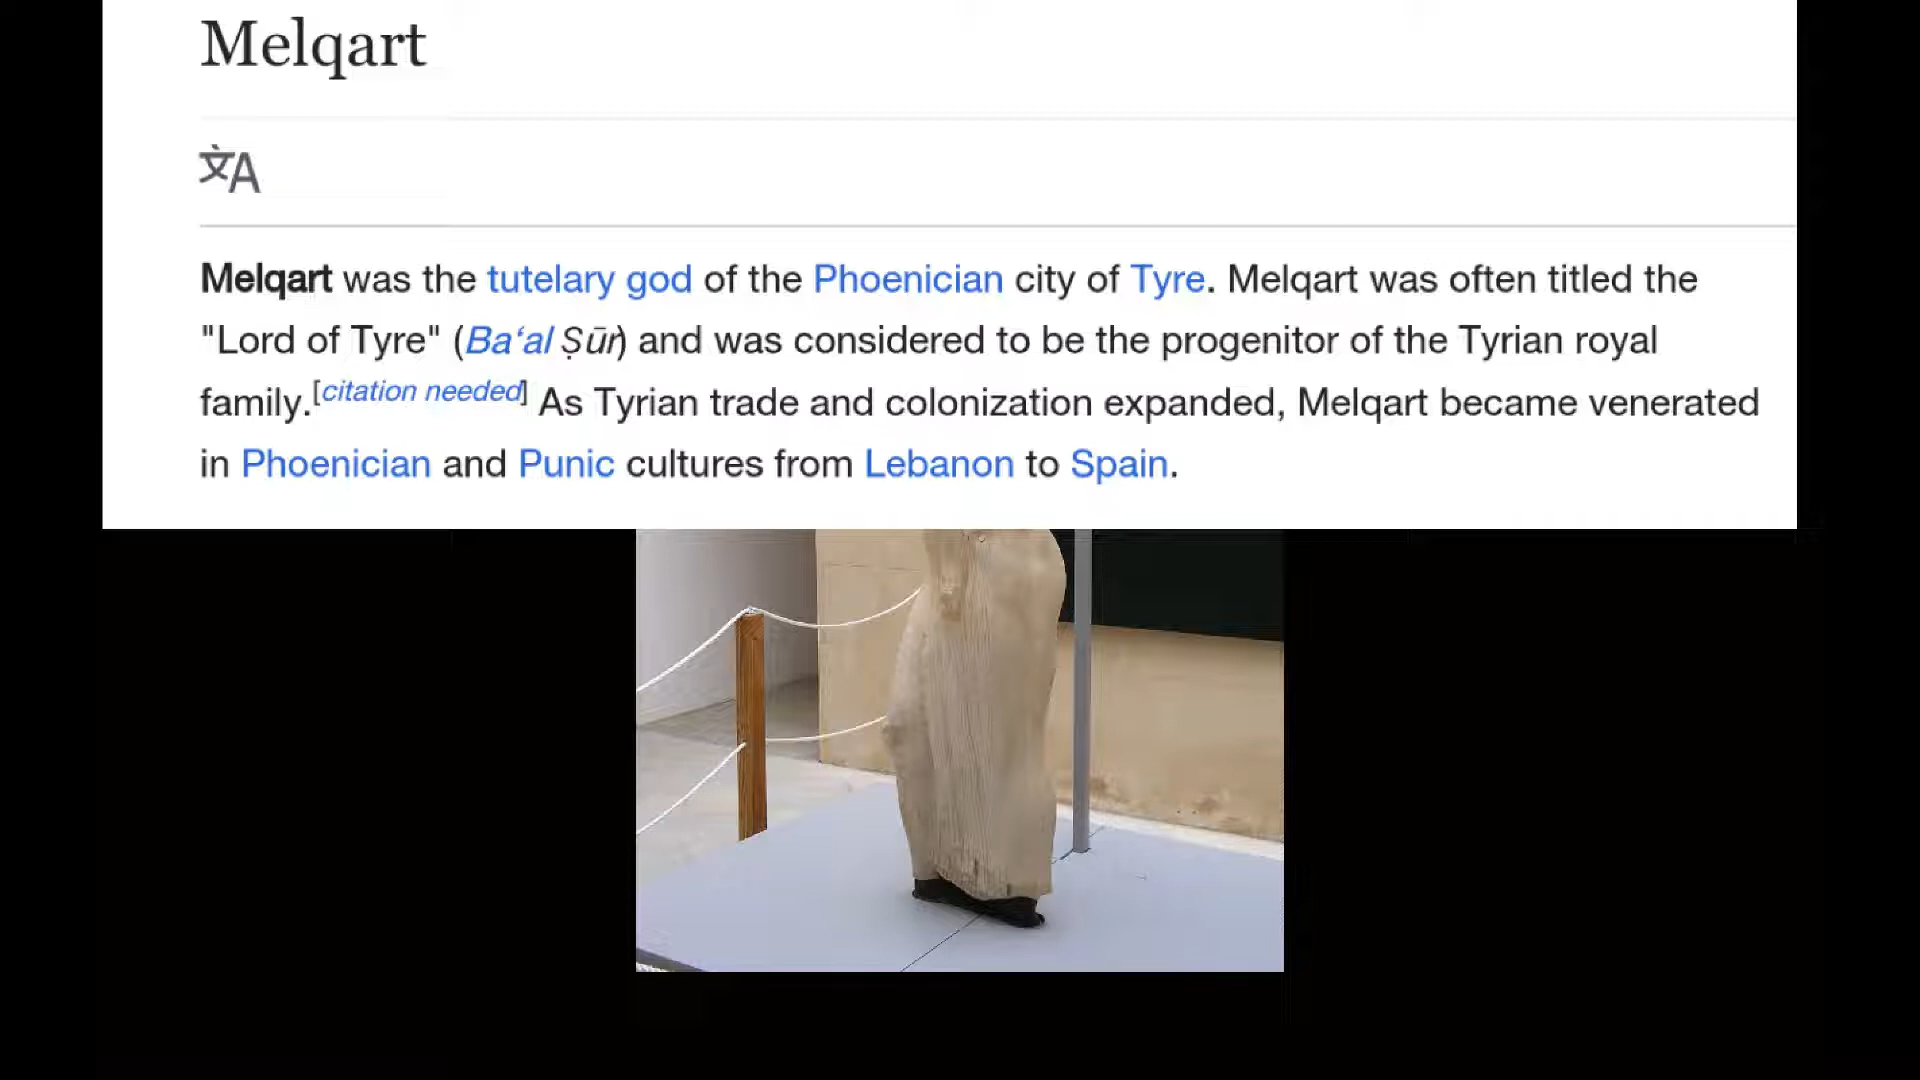 Melqart
文A
Melqart was the tutelary god of the Phoenician city of Tyre. Melqart was often titled the
"Lord of Tyre" (Ba‘al Ṣūr) and was considered to be the progenitor of the Tyrian royal
family.[citation needed] As Tyrian trade and colonization expanded, Melqart became venerated
in Phoenician and Punic cultures from Lebanon to Spain.